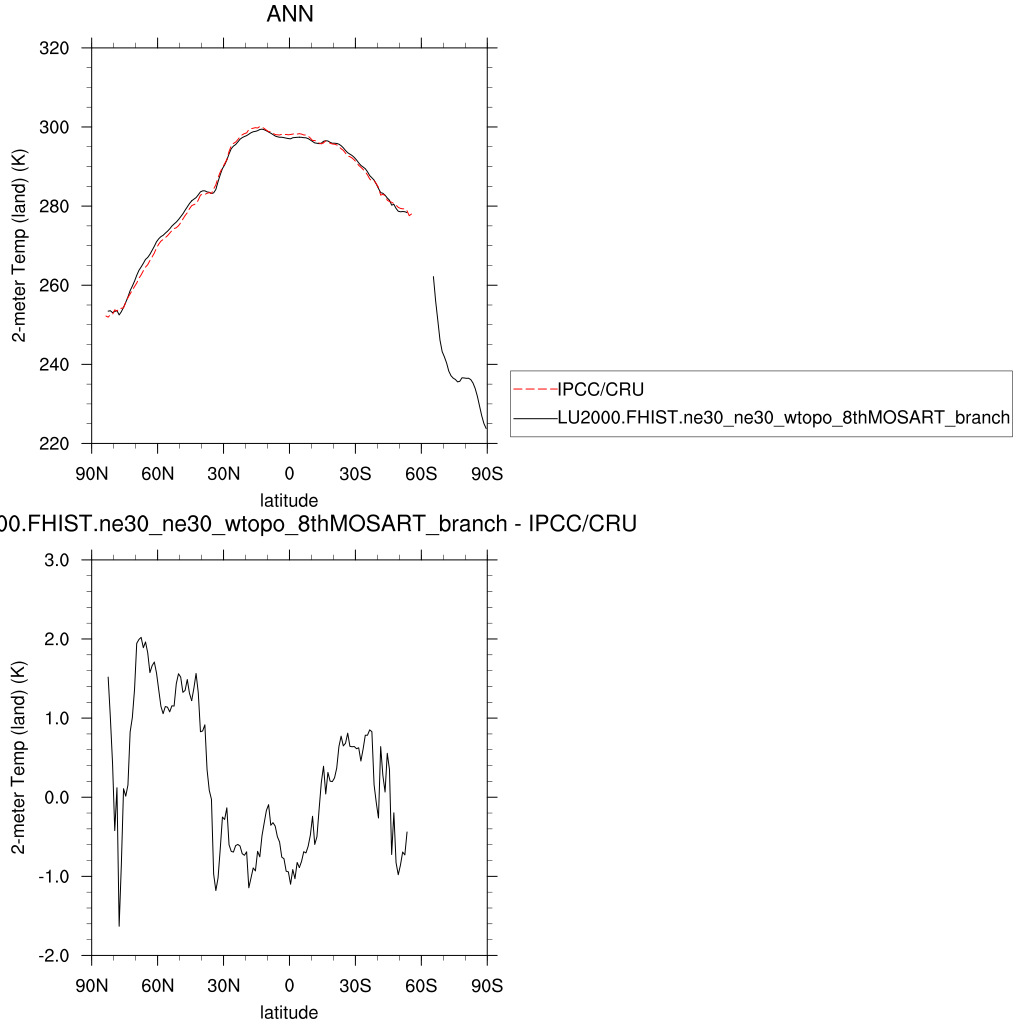 ANN
320
300
280
260
240
220
2-meter Temp (land) (K)
90N 60N 30N 0 30S 60S 90S
latitude
IPCC/CRU
LU2000.FHIST.ne30_ne30_wtopo_8thMOSART_branch
00.FHIST.ne30_ne30_wtopo_8thMOSART_branch - IPCC/CRU
3.0
2.0
1.0
0.0
-1.0
-2.0
2-meter Temp (land) (K)
90N 60N 30N 0 30S 60S 90S
latitude